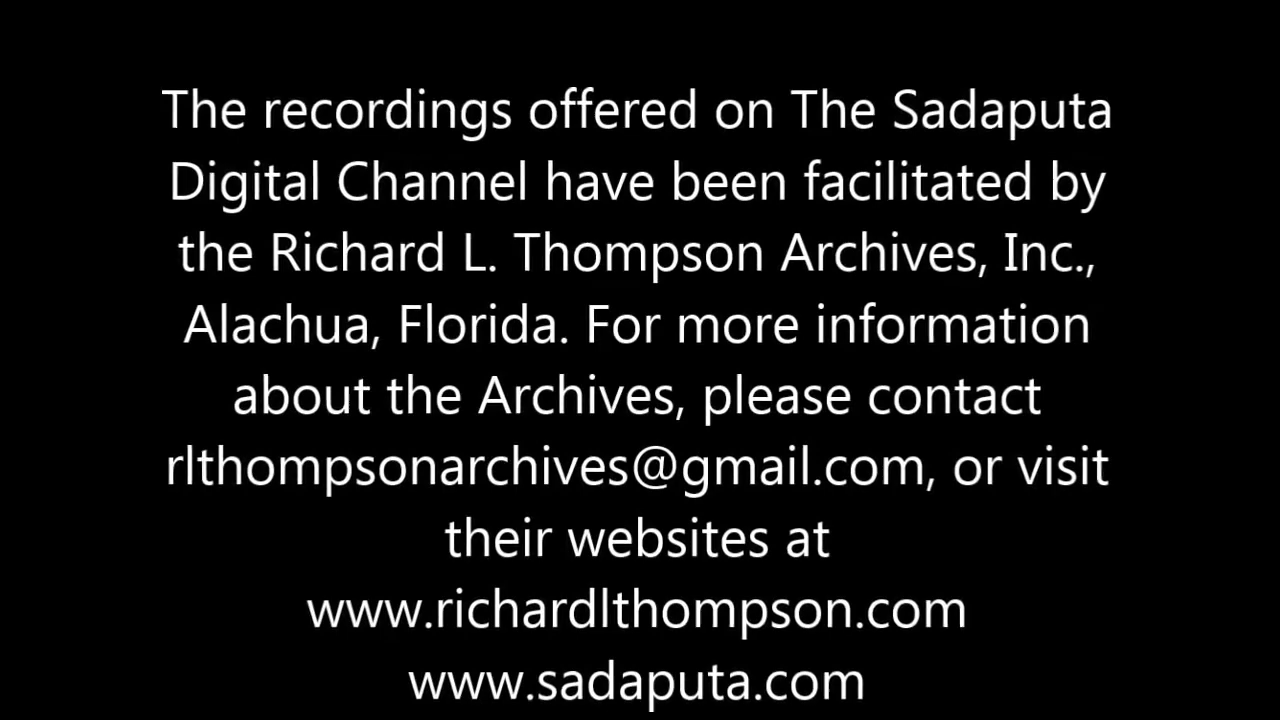 The recordings offered on The Sadaputa
Digital Channel have been facilitated by
the Richard L. Thompson Archives, Inc.,
Alachua, Florida. For more information
about the Archives, please contact
rlthompsonarchives@gmail.com, or visit
their websites at
www.richardlthompson.com
www.sadaputa.com